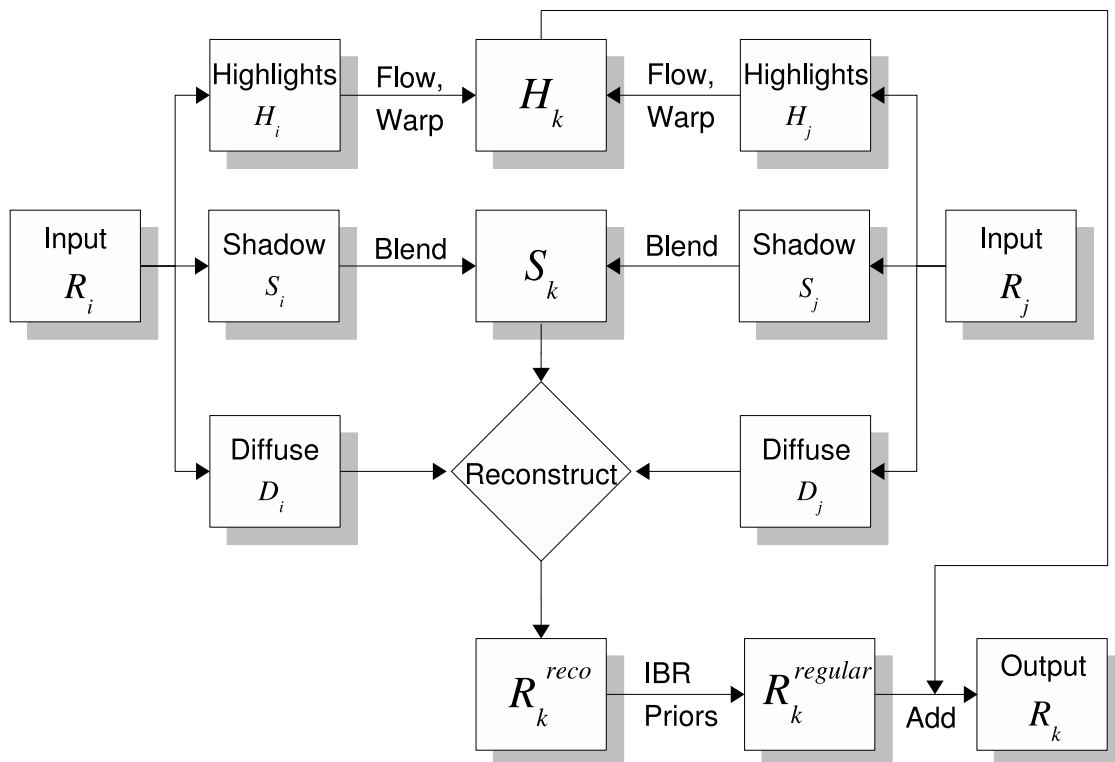 Highlights
H_i
Flow,
Warp
H_k
Flow,
Warp
Highlights
H_j
Input
R_i
Shadow
S_i
Blend
S_k
Blend
Shadow
S_j
Input
R_j
Diffuse
D_i
Reconstruct
Diffuse
D_j
R_k^reco
IBR
Priors
R_k^regular
Add
Output
R_k